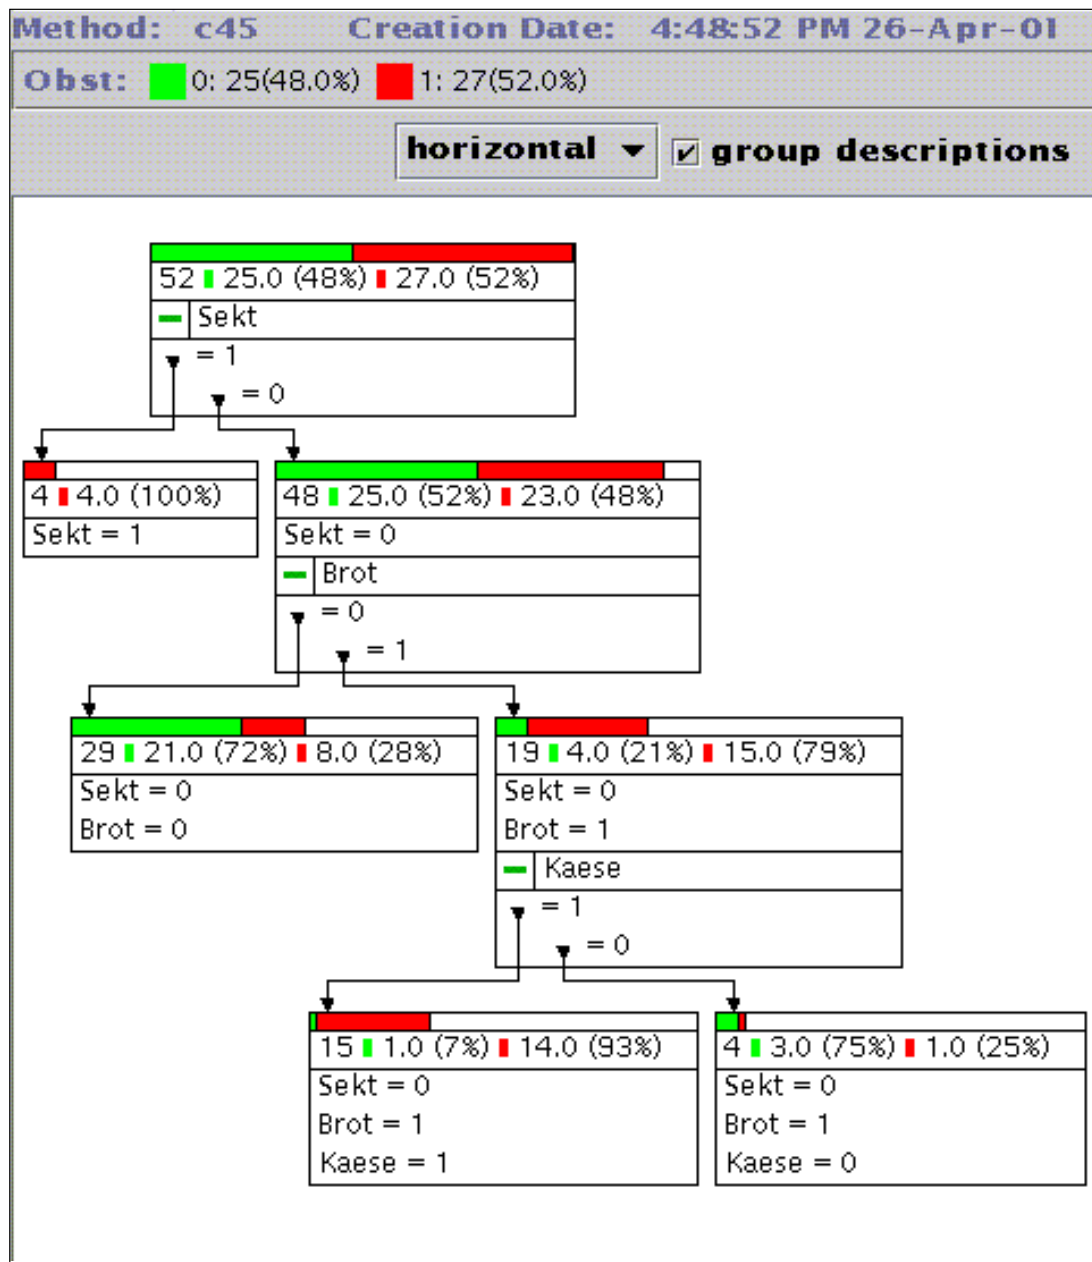 Method: c45 Creation Date: 4:48:52 PM 26-Apr-01
Obst: 0: 25(48.0%) 1: 27(52.0%)
horizontal group descriptions
52 25.0 (48%) 27.0 (52%)
Sekt
= 1
= 0
4 4.0 (100%)
Sekt = 1
48 25.0 (52%) 23.0 (48%)
Sekt = 0
Brot
= 0
= 1
29 21.0 (72%) 8.0 (28%)
Sekt = 0
Brot = 0
19 4.0 (21%) 15.0 (79%)
Sekt = 0
Brot = 1
Kaese
= 1
= 0
15 1.0 (7%) 14.0 (93%)
Sekt = 0
Brot = 1
Kaese = 1
4 3.0 (75%) 1.0 (25%)
Sekt = 0
Brot = 1
Kaese = 0